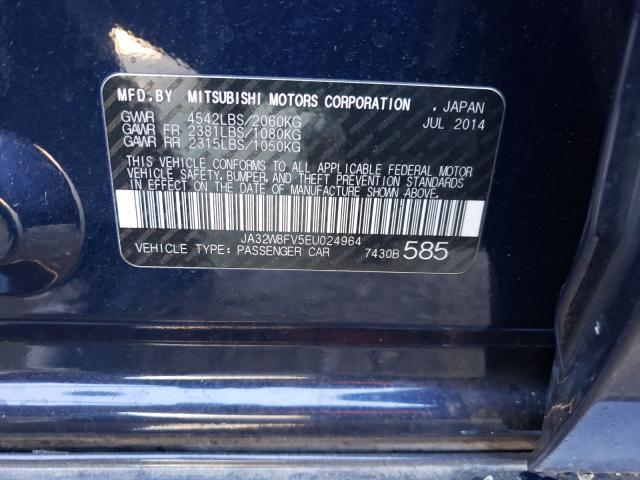 MFD.BY MITSUBISHI MOTORS CORPORATION , JAPAN
GVWR 4542LBS/2060KG JUL 2014
GAWR FR 2381LBS/1080KG
GAWR RR 2315LBS/1050KG
THIS VEHICLE CONFORMS TO ALL APPLICABLE FEDERAL MOTOR
VEHICLE SAFETY, BUMPER, AND THEFT PREVENTION STANDARDS
IN EFFECT ON THE DATE OF MANUFACTURE SHOWN ABOVE.
JA32W8FV5EU024964
VEHICLE TYPE: PASSENGER CAR 7430B 585